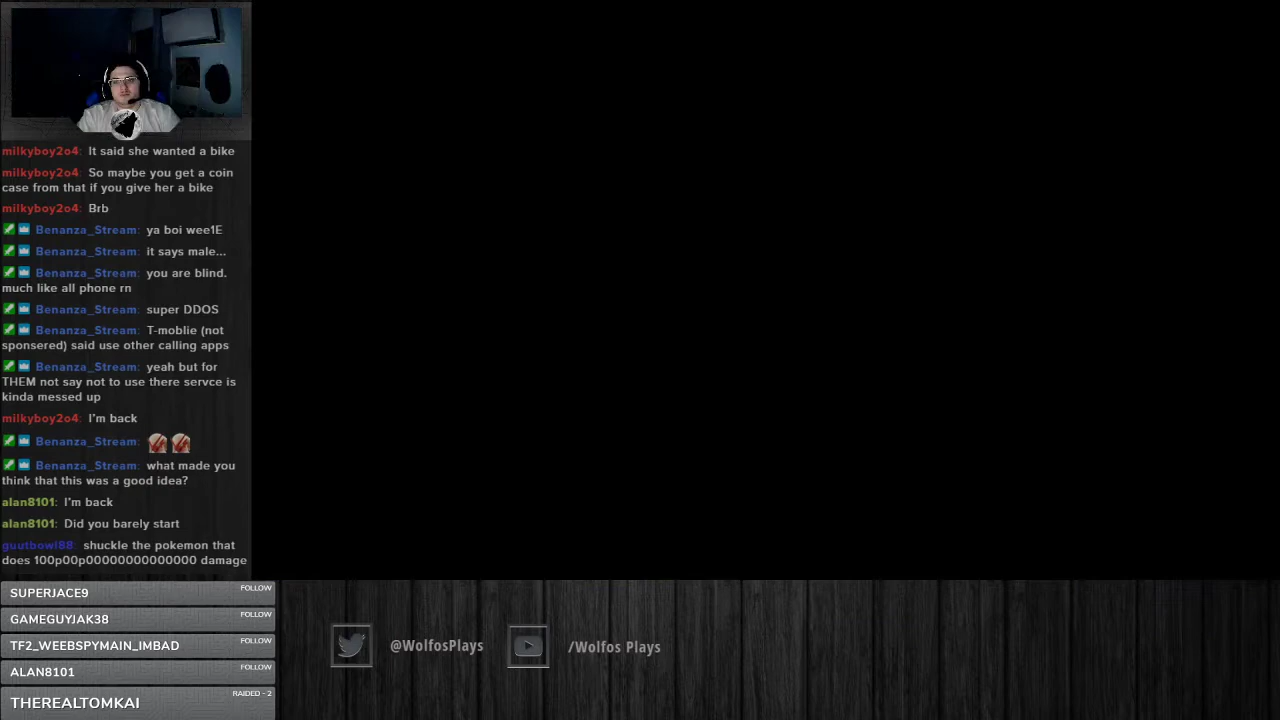 milkyboy2o4: It said she wanted a bike
milkyboy2o4: So maybe you get a coin
case from that if you give her a bike
milkyboy2o4: Brb
Benanza_Stream: ya boi wee1E
Benanza_Stream: it says male...
Benanza_Stream: you are blind.
much like all phone rn
Benanza_Stream: super DDOS
Benanza_Stream: T-moblie (not
sponsered) said use other calling apps
Benanza_Stream: yeah but for
THEM not say not to use there servce is
kinda messed up
milkyboy2o4: I'm back
Benanza_Stream:
Benanza_Stream: what made you
think that this was a good idea?
alan8101: I'm back
alan8101: Did you barely start
guutbowl88: shuckle the pokemon that
does 100p00p00000000000000 damage
SUPERJACE9 FOLLOW
GAMEGUYJAK38 FOLLOW
TF2_WEEBSPYMAIN_IMBAD FOLLOW
ALAN8101 FOLLOW
THEREALTOMKAI RAIDED - 2
@WolfosPlays /Wolfos Plays